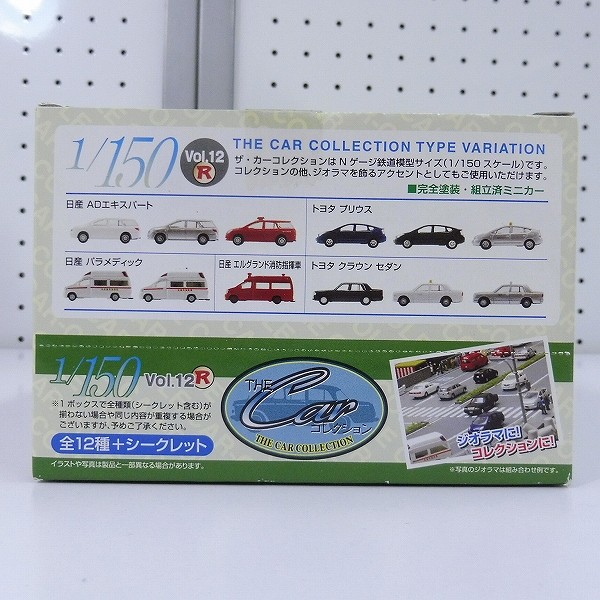 1/150 Vol.12 R
THE CAR COLLECTION TYPE VARIATION
ザ・カーコレクションは N ゲージ鉄道模型サイズ(1/150 スケール)です。
コレクションの他、ジオラマを飾るアクセントとしてもご使用いただけます。
■完全塗装・組立済ミニカー
日産 ADエキスパート
トヨタ プリウス
日産 パラメディック
日産 エルグランド消防指揮車
トヨタ クラウン セダン
1/150 Vol.12 R
※1 ボックスで全種類(シークレット含む)が
揃わない場合や同じ内容が重複する場合が
ございますが、予めご了承ください。
全12種+シークレット
イラストや写真は製品と一部異なる場合があります。
THE
Car
コレクション
THE CAR COLLECTION
ジオラマに!
コレクションに!
※写真のジオラマは組み合わせ例です。